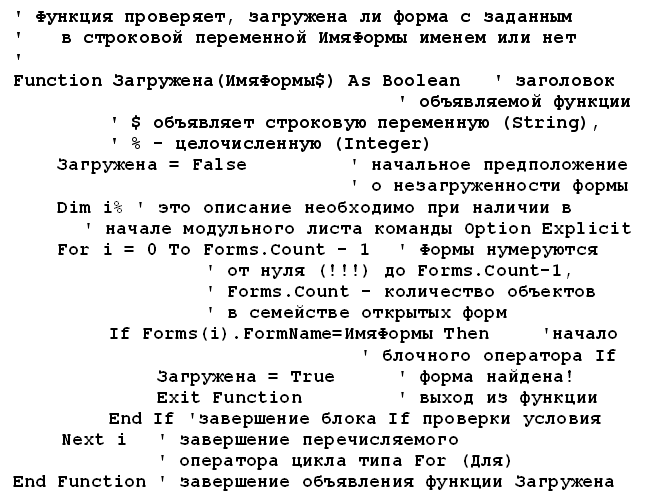 ' Функция проверяет, загружена ли форма с заданным
'   в строковой переменной ИмяФормы именем или нет
'
Function Загружена(ИмяФормы$) As Boolean   ' заголовок
' объявляемой функции
' $ объявляет строковую переменную (String),
' % - целочисленную (Integer)
Загружена = False          ' начальное предположение
' о незагруженности формы
Dim i% ' это описание необходимо при наличии в
' начале модульного листа команды Option Explicit
For i = 0 To Forms.Count - 1  ' Формы нумеруются
' от нуля (!!!) до Forms.Count-1,
' Forms.Count - количество объектов
' в семействе открытых форм
If Forms(i).FormName=ИмяФормы Then     'начало
' блочного оператора If
Загружена = True      ' форма найдена!
Exit Function         ' выход из функции
End If 'завершение блока If проверки условия
Next i   ' завершение перечисляемого
' оператора цикла типа For (Для)
End Function ' завершение объявления функции Загружена